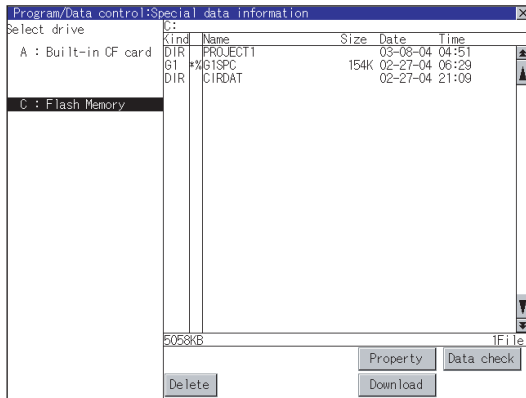 Program/Data control:Special data information
Select drive
A : Built-in CF card
C : Flash Memory
C:
Kind Name Size Date Time
DIR PROJECT1 03-08-04 04:51
G1 *%G1SPC 154K 02-27-04 06:29
DIR CIRDAT 02-27-04 21:09
5058KB 1File
Property Data check
Delete Download